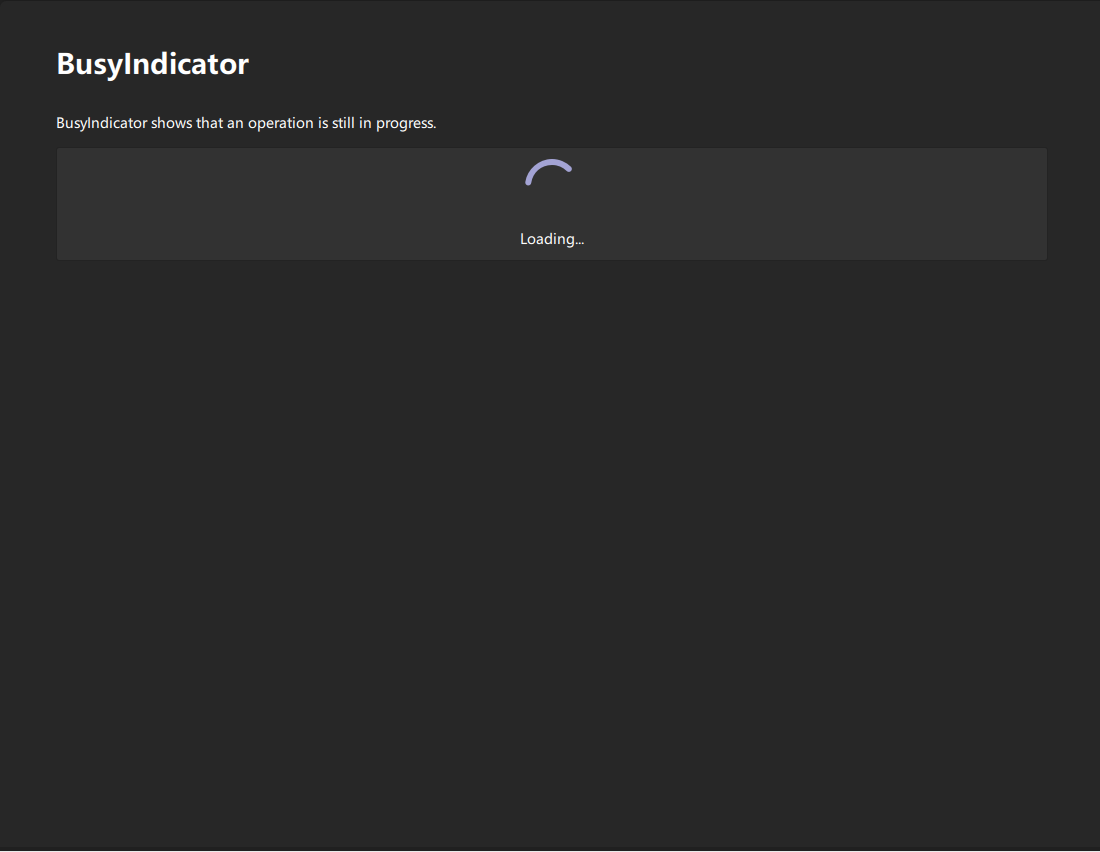 BusyIndicator
BusyIndicator shows that an operation is still in progress.
Loading...